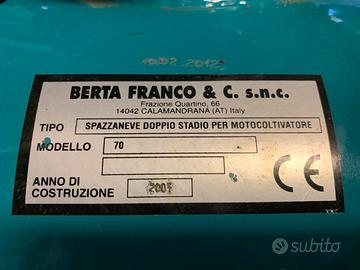 BERTA FRANCO & C. s.n.c.
Frazione Quartino, 66
14042 CALAMANDRANA (AT) Italy
TIPO SPAZZANEVE DOPPIO STADIO PER MOTOCOLTIVATORE
MODELLO 70
ANNO DI
COSTRUZIONE
CE
subito